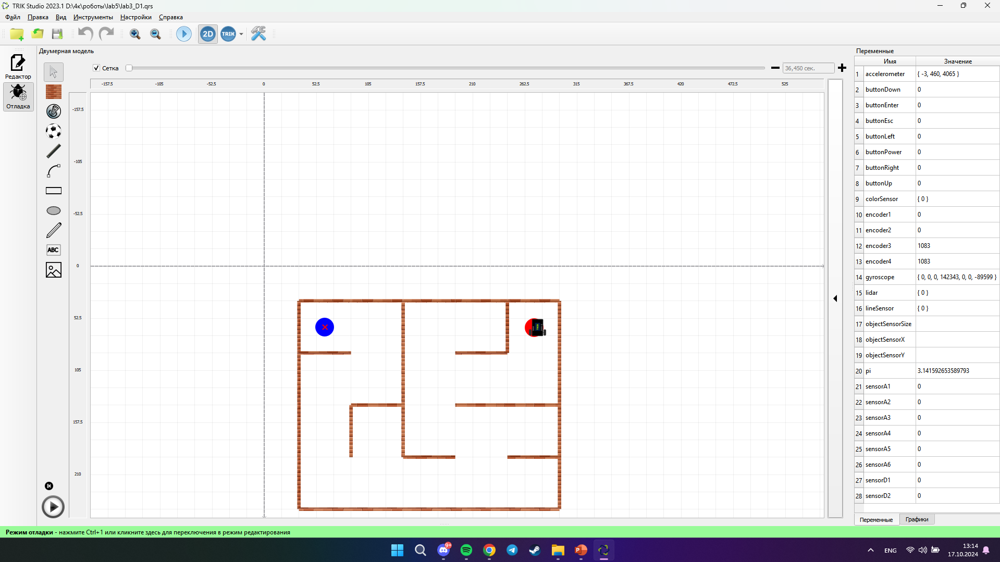 TRIK Studio 2023.1 D:\4к\роботы\lab5\lab3_D1.qrs
Файл Правка Вид Инструменты Настройки Справка
2D TRIK
Редактор
Отладка
Двумерная модель
Сетка
36,450 сек.
-157.5 -105 -52.5 0 52.5 105 157.5 210 262.5 315 367.5 420 472.5 525
-157.5
-105
-52.5
0
52.5
105
157.5
210
ABC
TRIK
Переменные
Имя Значение
1 accelerometer { -3, 460, 4065 }
2 buttonDown 0
3 buttonEnter 0
4 buttonEsc 0
5 buttonLeft 0
6 buttonPower 0
7 buttonRight 0
8 buttonUp 0
9 colorSensor { 0 }
10 encoder1 0
11 encoder2 0
12 encoder3 1083
13 encoder4 1083
14 gyroscope { 0, 0, 0, 142343, 0, 0, -89599 }
15 lidar { 0 }
16 lineSensor { 0 }
17 objectSensorSize
18 objectSensorX
19 objectSensorY
20 pi 3.141592653589793
21 sensorA1 0
22 sensorA2 0
23 sensorA3 0
24 sensorA4 0
25 sensorA5 0
26 sensorA6 0
27 sensorD1 0
28 sensorD2 0
Переменные Графики
Режим отладки - нажмите Ctrl+1 или кликните здесь для переключения в режим редактирования
9+
ENG
13:14
17.10.2024